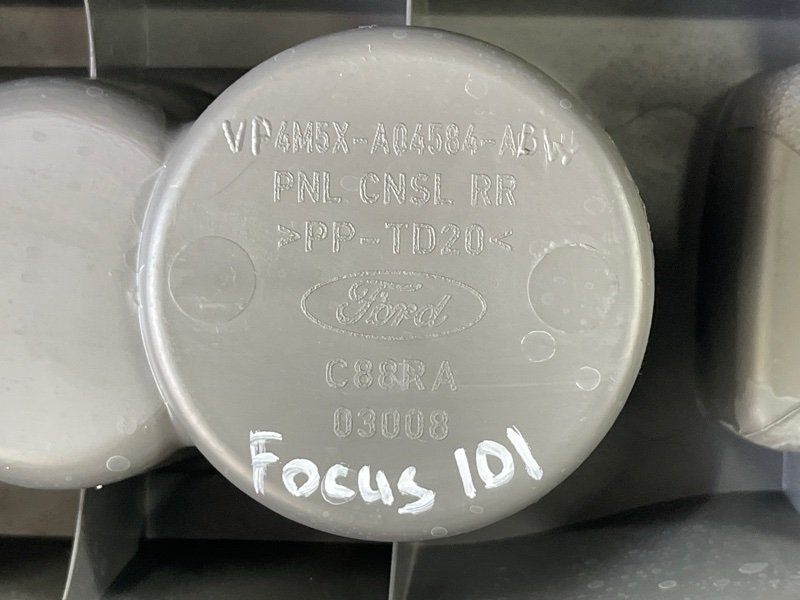 VP4M5X-A04584-ABW
PNL CNSL RR
>PP-TD20<
Ford
C88RA
03008
Focus 101